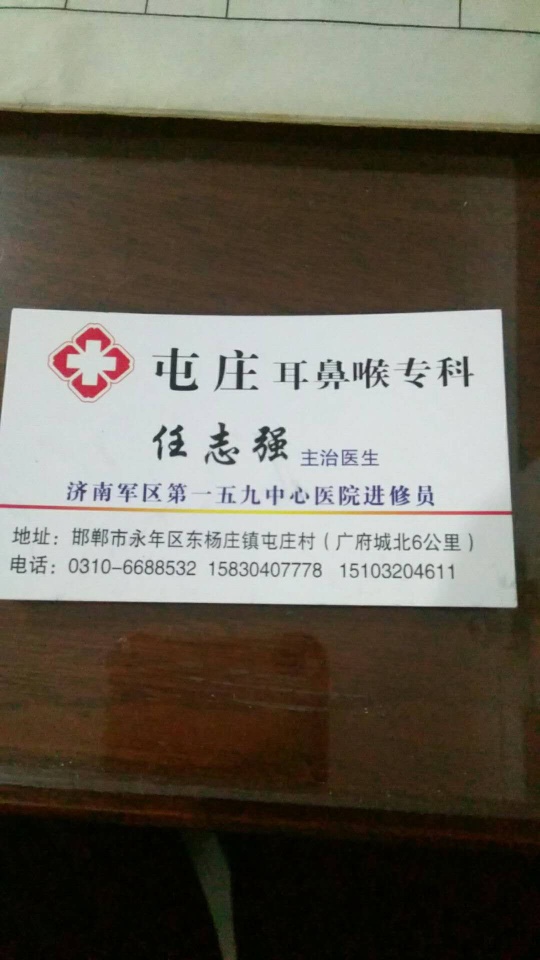 屯庄 耳鼻喉专科
任志强 主治医生
济南军区第一五九中心医院进修员
地址：邯郸市永年区东杨庄镇屯庄村（广府城北6公里）
电话：0310-6688532 15830407778 15103204611